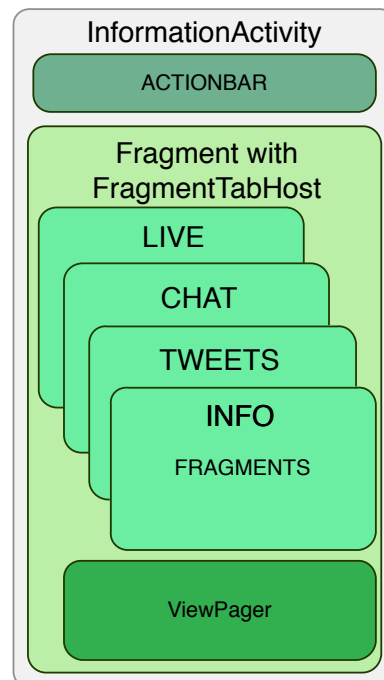 InformationActivity
ACTIONBAR
Fragment with
FragmentTabHost
LIVE
CHAT
TWEETS
INFO
FRAGMENTS
ViewPager